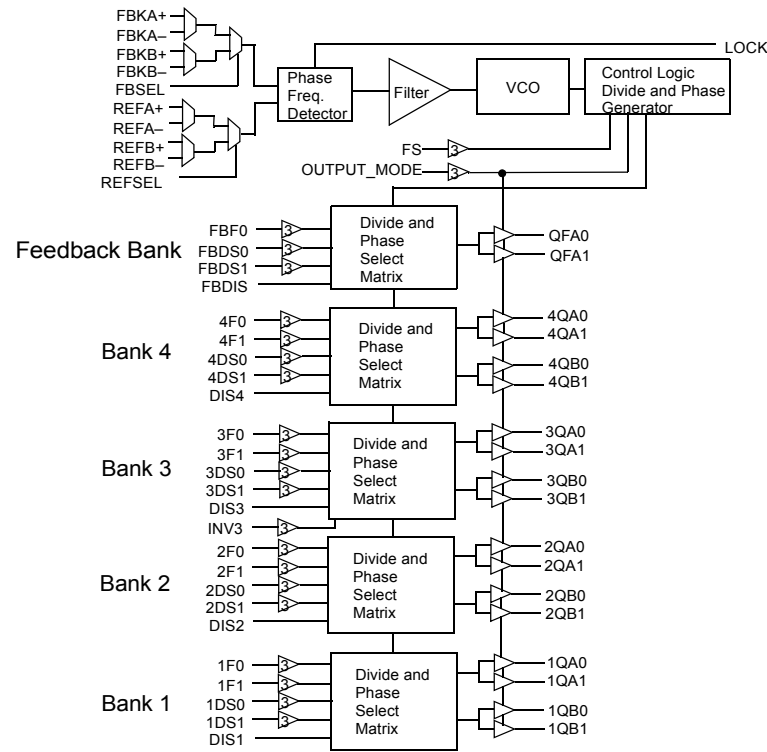 FBKA+
FBKA–
FBKB+
FBKB–
FBSEL
REFA+
REFA–
REFB+
REFB–
REFSEL
Phase
Freq.
Detector
Filter
VCO
Control Logic
Divide and Phase
Generator
LOCK
FS
3
OUTPUT_MODE
3
Feedback Bank
FBF0
3
FBDS0
3
FBDS1
3
FBDIS
Divide and
Phase
Select
Matrix
QFA0
QFA1
Bank 4
4F0
3
4F1
3
4DS0
3
4DS1
3
DIS4
Divide and
Phase
Select
Matrix
4QA0
4QA1
4QB0
4QB1
Bank 3
3F0
3
3F1
3
3DS0
3
3DS1
3
DIS3
INV3
3
Divide and
Phase
Select
Matrix
3QA0
3QA1
3QB0
3QB1
Bank 2
2F0
3
2F1
3
2DS0
3
2DS1
3
DIS2
Divide and
Phase
Select
Matrix
2QA0
2QA1
2QB0
2QB1
Bank 1
1F0
3
1F1
3
1DS0
3
1DS1
3
DIS1
Divide and
Phase
Select
Matrix
1QA0
1QA1
1QB0
1QB1